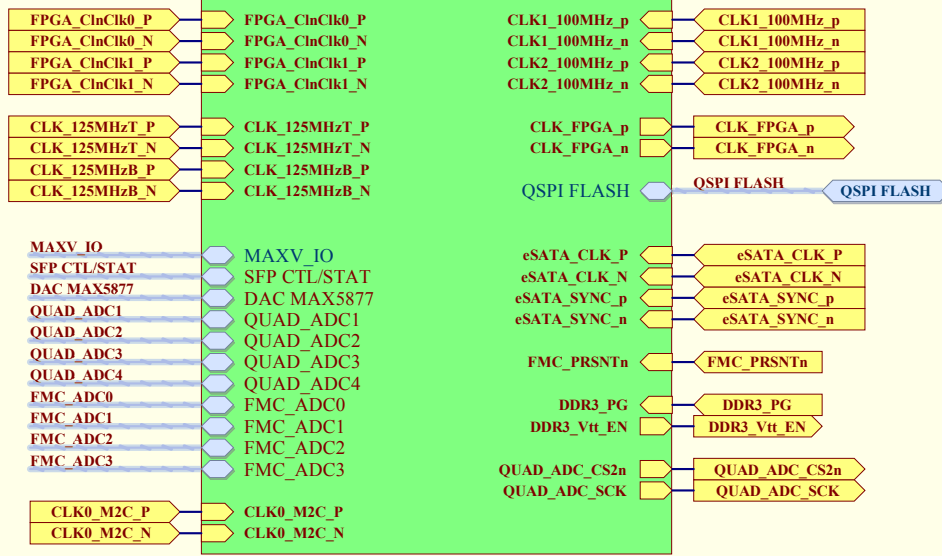 FPGA_ClnClk0_P FPGA_ClnClk0_P CLK1_100MHz_p CLK1_100MHz_p
FPGA_ClnClk0_N FPGA_ClnClk0_N CLK1_100MHz_n CLK1_100MHz_n
FPGA_ClnClk1_P FPGA_ClnClk1_P CLK2_100MHz_p CLK2_100MHz_p
FPGA_ClnClk1_N FPGA_ClnClk1_N CLK2_100MHz_n CLK2_100MHz_n
CLK_125MHzT_P CLK_125MHzT_P CLK_FPGA_p CLK_FPGA_p
CLK_125MHzT_N CLK_125MHzT_N CLK_FPGA_n CLK_FPGA_n
CLK_125MHzB_P CLK_125MHzB_P
CLK_125MHzB_N CLK_125MHzB_N QSPI FLASH QSPI FLASH QSPI FLASH
MAXV_IO MAXV_IO eSATA_CLK_P eSATA_CLK_P
SFP CTL/STAT SFP CTL/STAT eSATA_CLK_N eSATA_CLK_N
DAC MAX5877 DAC MAX5877 eSATA_SYNC_p eSATA_SYNC_p
QUAD_ADC1 QUAD_ADC1 eSATA_SYNC_n eSATA_SYNC_n
QUAD_ADC2 QUAD_ADC2
QUAD_ADC3 QUAD_ADC3 FMC_PRSNTn FMC_PRSNTn
QUAD_ADC4 QUAD_ADC4
FMC_ADC0 FMC_ADC0 DDR3_PG DDR3_PG
FMC_ADC1 FMC_ADC1 DDR3_Vtt_EN DDR3_Vtt_EN
FMC_ADC2 FMC_ADC2
FMC_ADC3 FMC_ADC3 QUAD_ADC_CS2n QUAD_ADC_CS2n
QUAD_ADC_SCK QUAD_ADC_SCK
CLK0_M2C_P CLK0_M2C_P
CLK0_M2C_N CLK0_M2C_N